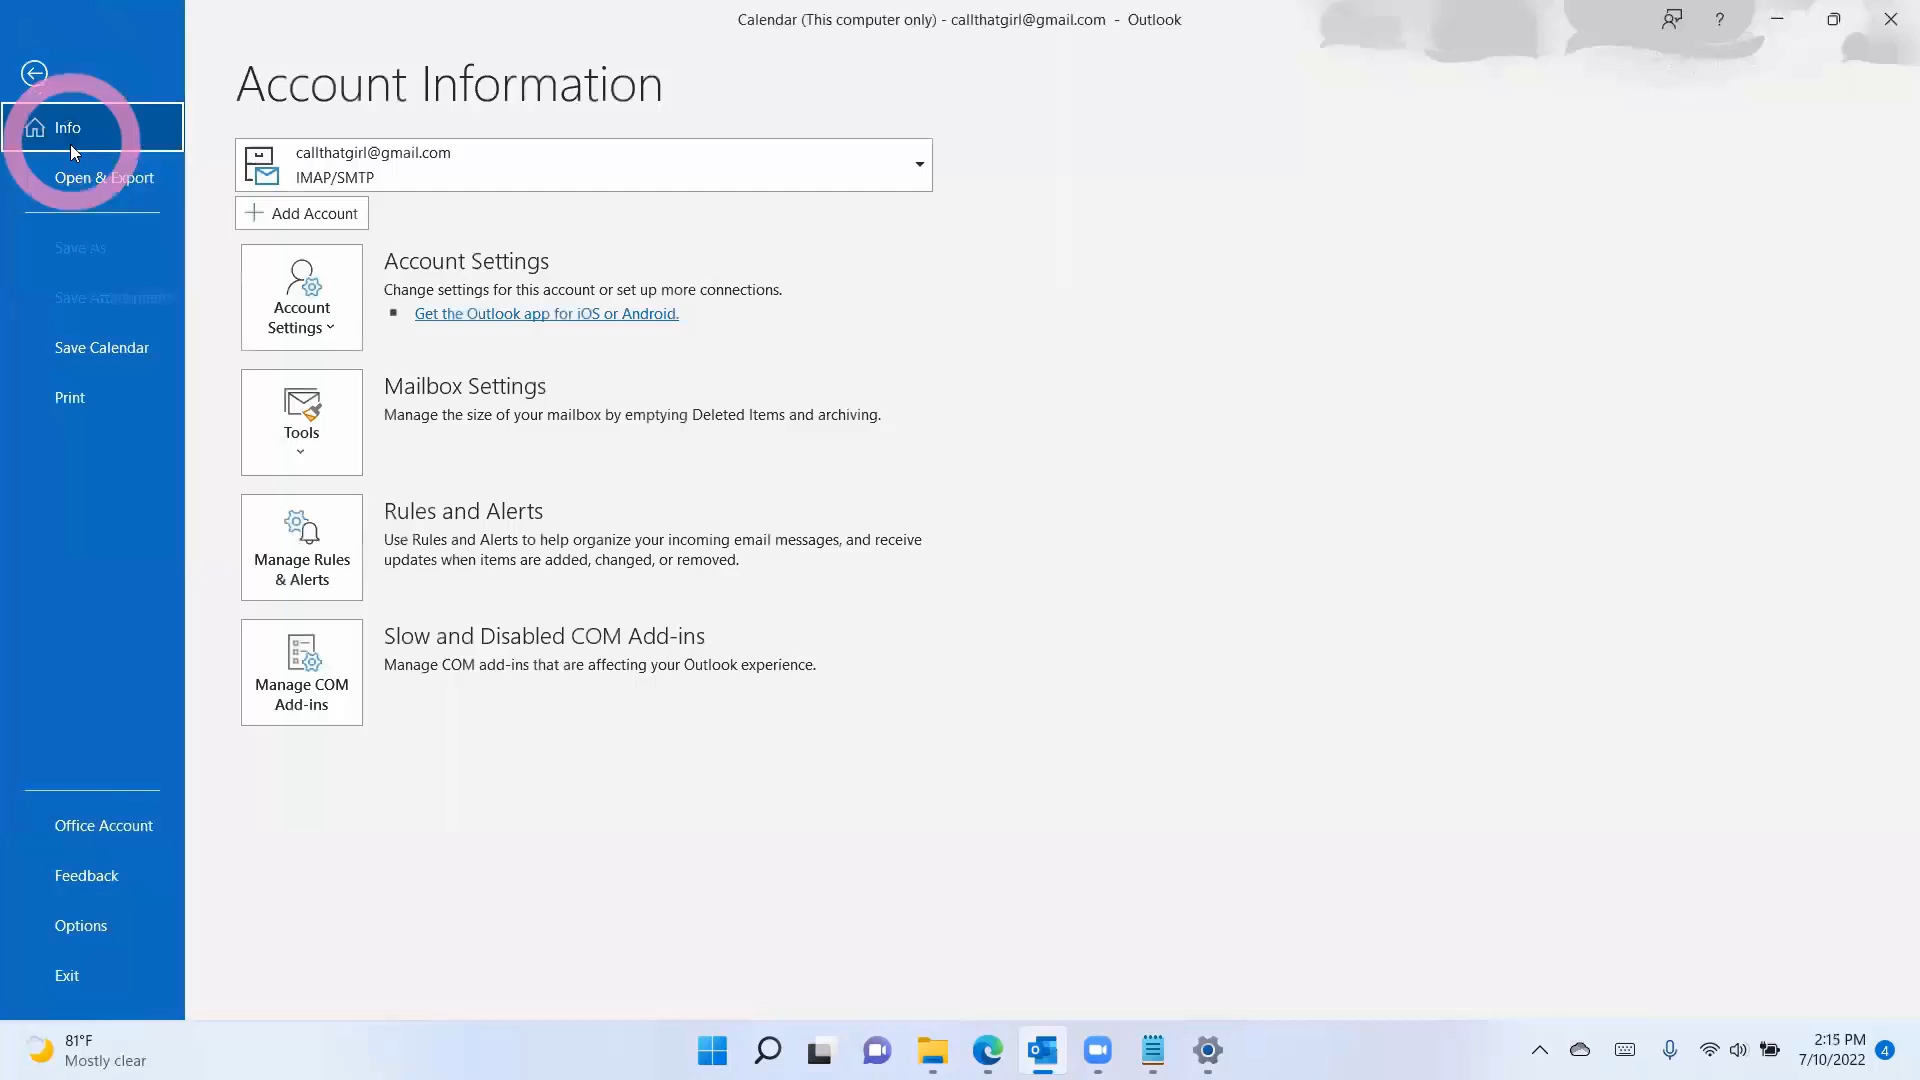 Calendar (This computer only) - callthatgirl@gmail.com - Outlook
?
Account Information
Info
Open & Export
Save As
Save Attachments
Save Calendar
Print
Office Account
Feedback
Options
Exit
callthatgirl@gmail.com
IMAP/SMTP
Add Account
Account
Settings
Account Settings
Change settings for this account or set up more connections.
Get the Outlook app for iOS or Android.
Tools
Mailbox Settings
Manage the size of your mailbox by emptying Deleted Items and archiving.
Manage Rules
& Alerts
Rules and Alerts
Use Rules and Alerts to help organize your incoming email messages, and receive
updates when items are added, changed, or removed.
Manage COM
Add-ins
Slow and Disabled COM Add-ins
Manage COM add-ins that are affecting your Outlook experience.
81°F
Mostly clear
2:15 PM
7/10/2022
4